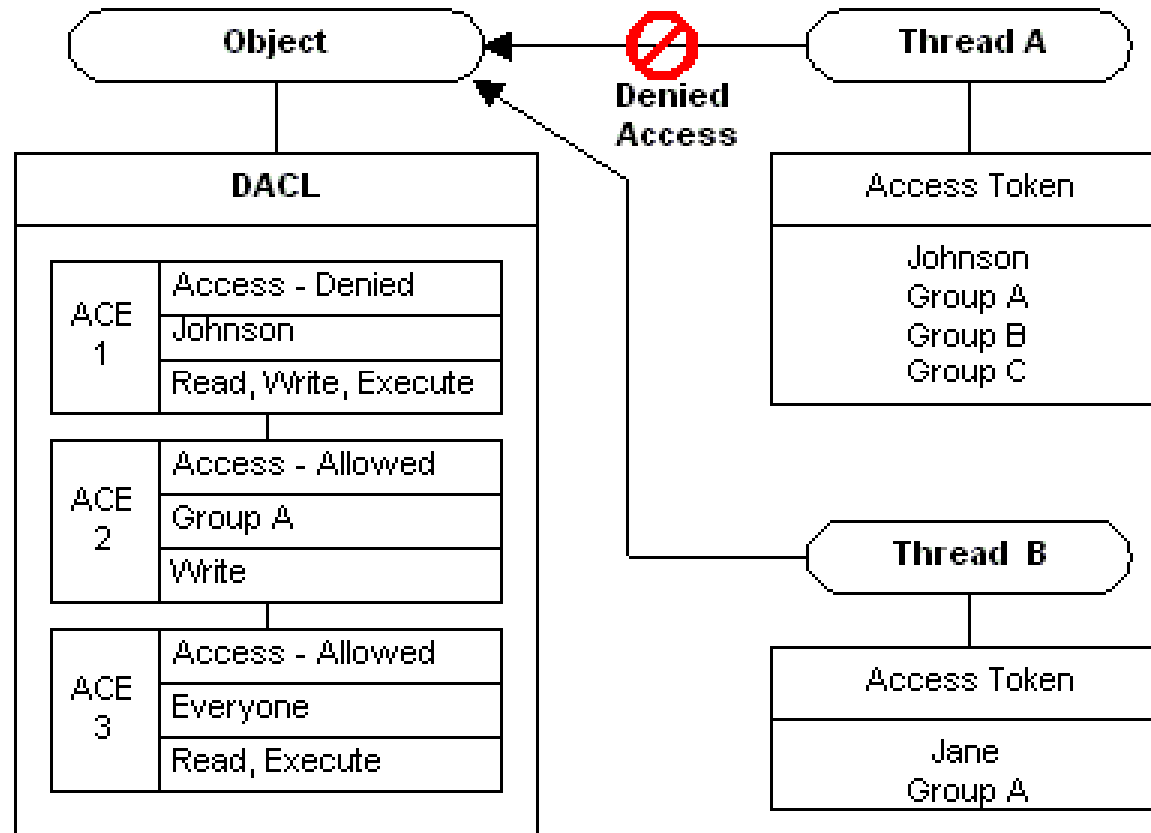 Object
Denied
Access
Thread A
DACL
ACE
1
Access - Denied
Johnson
Read, Write, Execute
ACE
2
Access - Allowed
Group A
Write
ACE
3
Access - Allowed
Everyone
Read, Execute
Access Token
Johnson
Group A
Group B
Group C
Thread B
Access Token
Jane
Group A